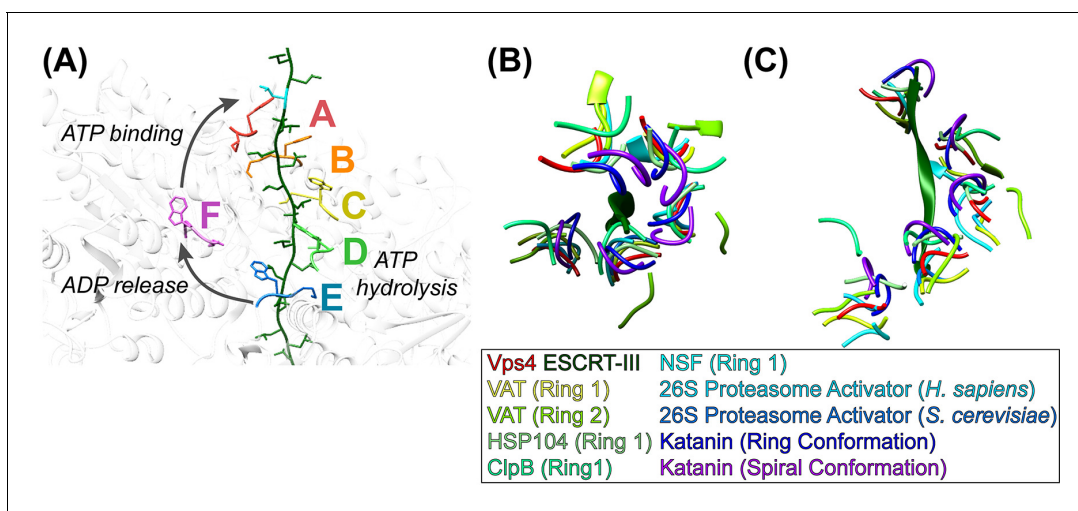 (A)
ATP binding
A
B
C
F
D
ADP release
E
ATP
hydrolysis
(B)
(C)
Vps4 ESCRT-III
VAT (Ring 1)
VAT (Ring 2)
HSP104 (Ring 1)
ClpB (Ring1)
NSF (Ring 1)
26S Proteasome Activator (H. sapiens)
26S Proteasome Activator (S. cerevisiae)
Katanin (Ring Conformation)
Katanin (Spiral Conformation)